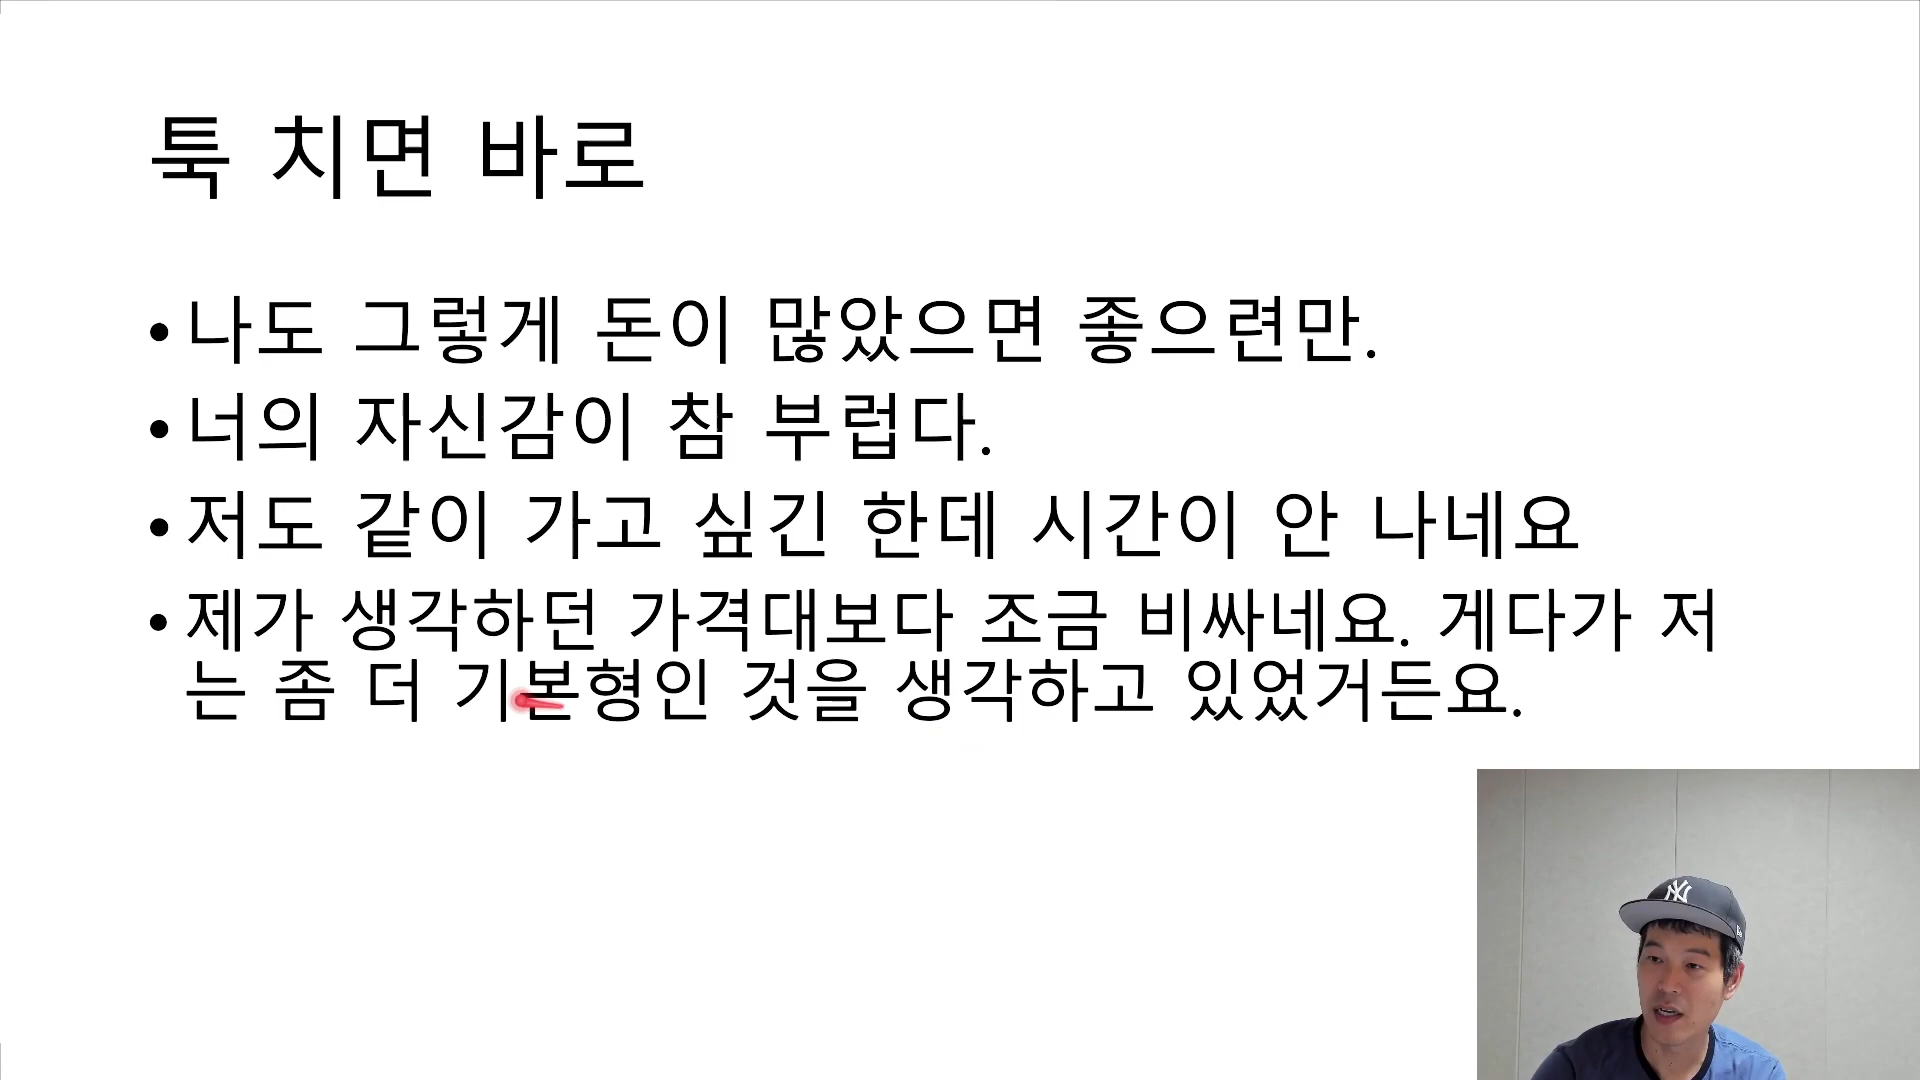 툭 치면 바로
• 나도 그렇게 돈이 많았으면 좋으련만.
• 너의 자신감이 참 부럽다.
• 저도 같이 가고 싶긴 한데 시간이 안 나네요
• 제가 생각하던 가격대보다 조금 비싸네요. 게다가 저
는 좀 더 기본형인 것을 생각하고 있었거든요.
NY